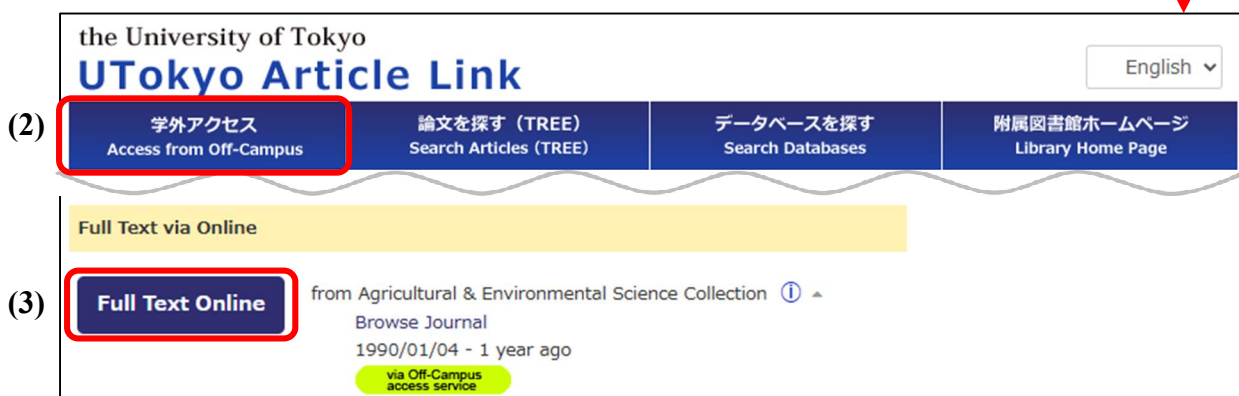 the University of Tokyo
UTokyo Article Link
English
(2)
学外アクセス
Access from Off-Campus
論文を探す（TREE）
Search Articles (TREE)
データベースを探す
Search Databases
附属図書館ホームページ
Library Home Page
Full Text via Online
(3)
Full Text Online
from Agricultural & Environmental Science Collection
Browse Journal
1990/01/04 - 1 year ago
via Off-Campus
access service